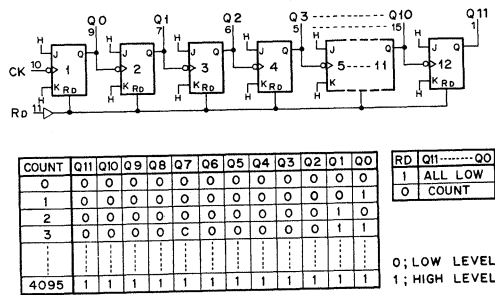 Q0 Q1 Q2 Q3 Q10 Q11
9 7 6 5 15 1
H H H H H H
J Q J Q J Q J Q J Q J Q
CK 10 1 2 3 4 5 11 12
K RD K RD K RD K RD K RD K RD
H H H H H H
RD 11
COUNT Q11 Q10 Q9 Q8 Q7 Q6 Q5 Q4 Q3 Q2 Q1 Q0
0 0 0 0 0 0 0 0 0 0 0 0 0
1 0 0 0 0 0 0 0 0 0 0 0 1
2 0 0 0 0 0 0 0 0 0 0 1 0
3 0 0 0 0 C 0 0 0 0 0 1 1
4095 1 1 1 1 1 1 1 1 1 1 1 1
RD Q11 Q0
1 ALL LOW
0 COUNT
0; LOW LEVEL
1; HIGH LEVEL